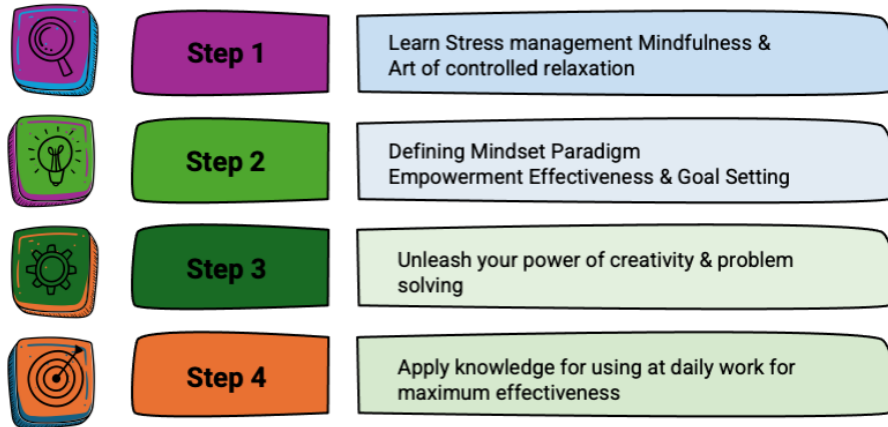 Step 1
Learn Stress management Mindfulness &
Art of controlled relaxation
Step 2
Defining Mindset Paradigm
Empowerment Effectiveness & Goal Setting
Step 3
Unleash your power of creativity & problem
solving
Step 4
Apply knowledge for using at daily work for
maximum effectiveness